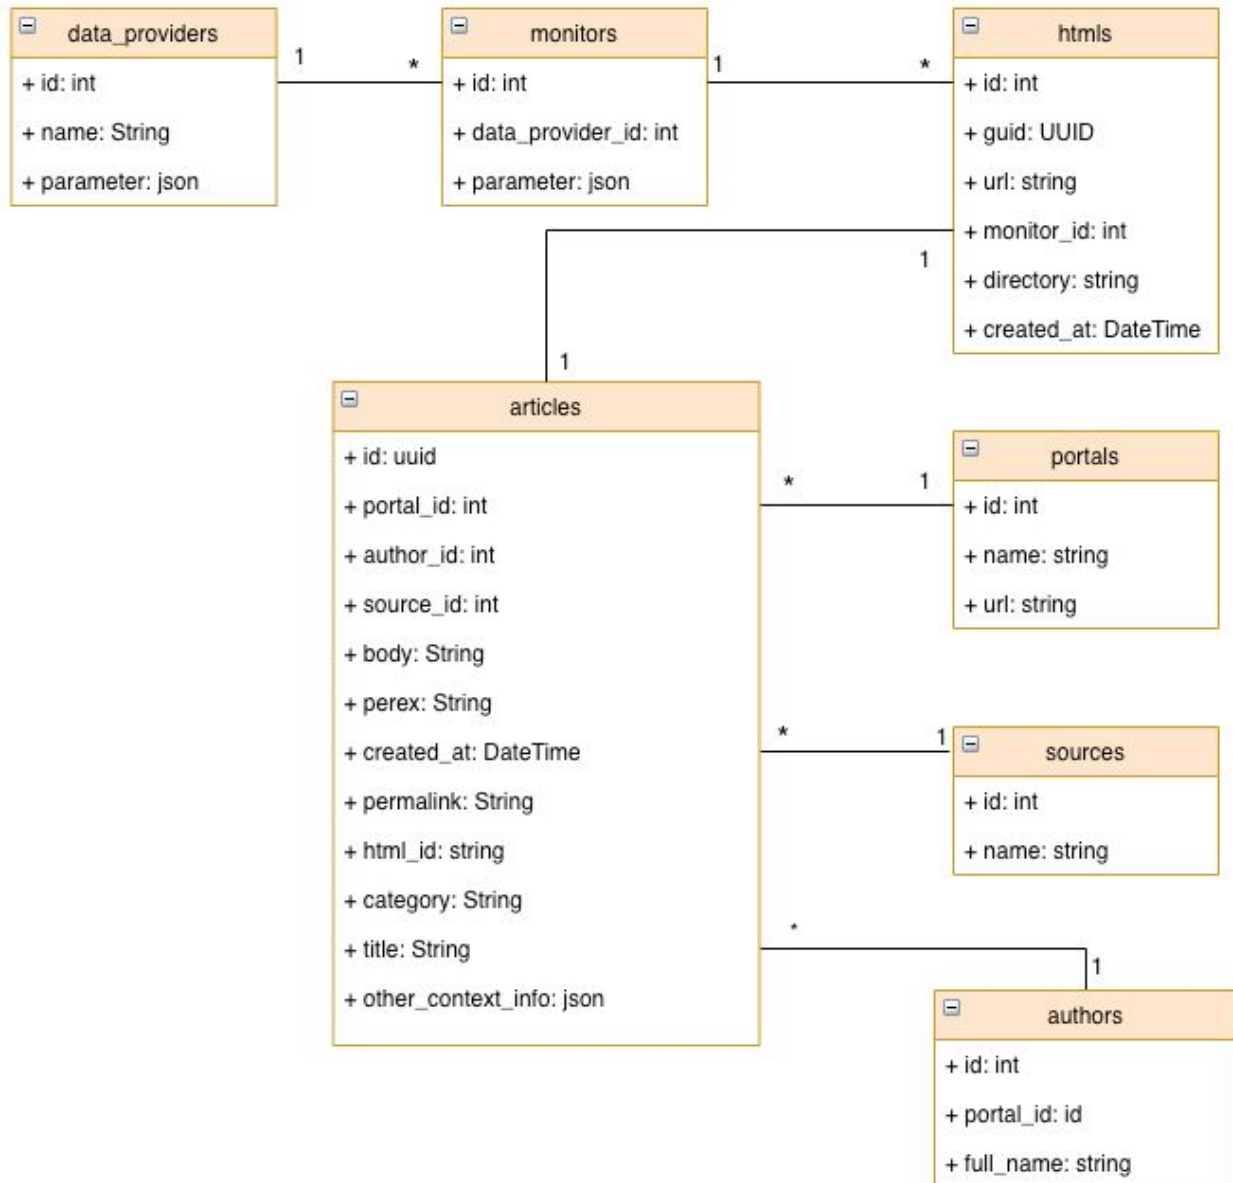 data_providers
+ id: int
+ name: String
+ parameter: json
1
*
monitors
+ id: int
+ data_provider_id: int
+ parameter: json
1
*
htmls
+ id: int
+ guid: UUID
+ url: string
+ monitor_id: int
+ directory: string
+ created_at: DateTime
1
1
articles
+ id: uuid
+ portal_id: int
+ author_id: int
+ source_id: int
+ body: String
+ perex: String
+ created_at: DateTime
+ permalink: String
+ html_id: string
+ category: String
+ title: String
+ other_context_info: json
*
1
portals
+ id: int
+ name: string
+ url: string
*
1
sources
+ id: int
+ name: string
*
1
authors
+ id: int
+ portal_id: id
+ full_name: string